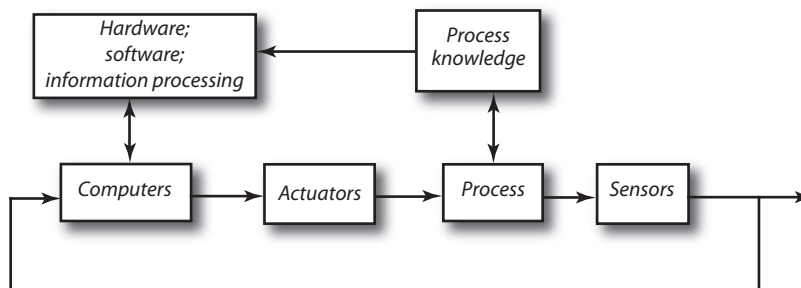 Hardware;
software;
information processing
Process
knowledge
Computers
Actuators
Process
Sensors